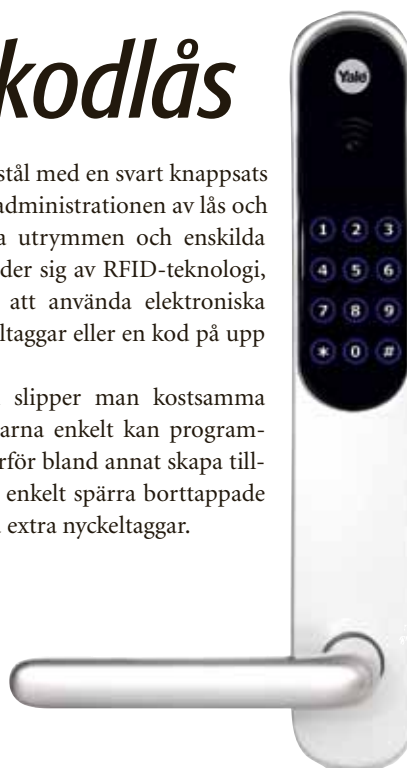 kodlås
stål med en svart knappsats
administrationen av lås och
a utrymmen och enskilda
der sig av RFID-teknologi,
att använda elektroniska
ltaggar eller en kod på upp
slipper man kostsamma
arna enkelt kan program-
rför bland annat skapa till-
enkelt spärra borttappade
extra nyckeltaggar.
Yale
1 2 3
4 5 6
7 8 9
* 0 #